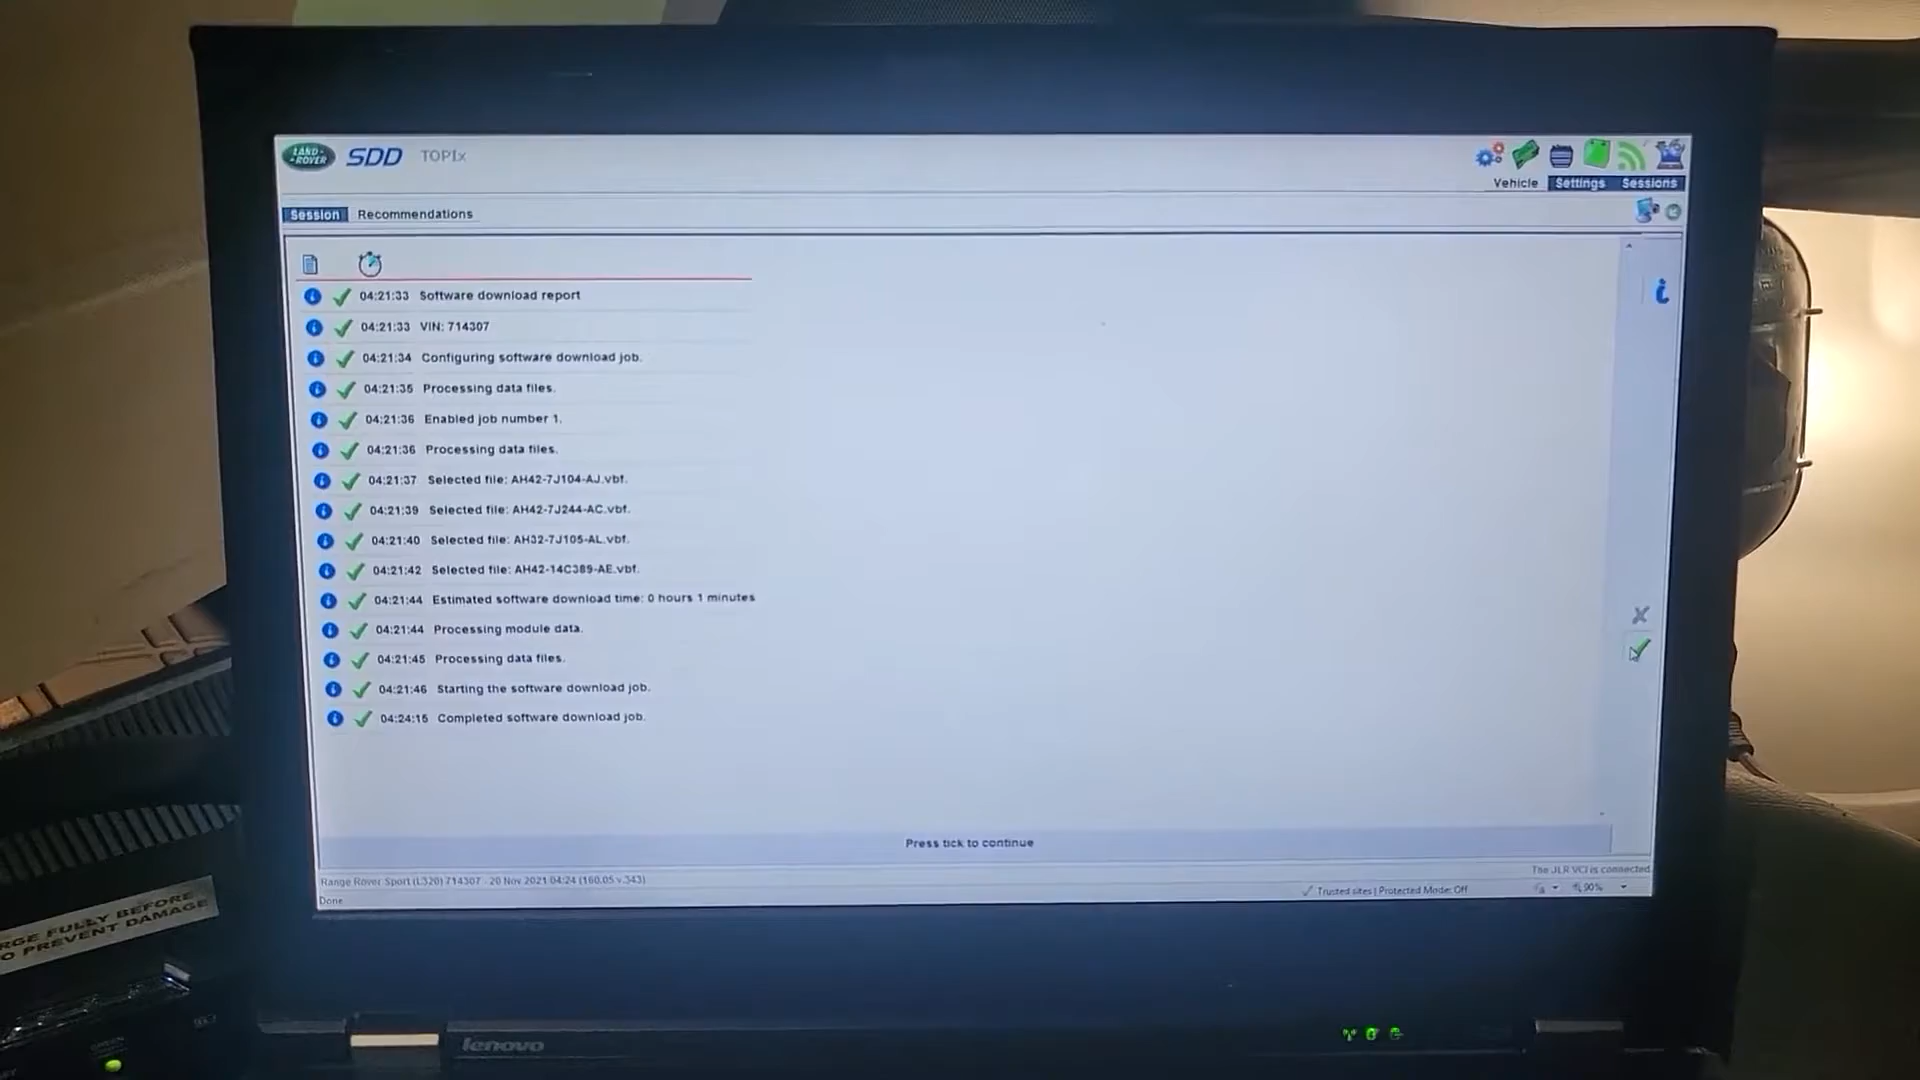 LAND-
-ROVER
SDD TOPIx
Vehicle Settings Sessions
Session Recommendations
04:21:33 Software download report
04:21:33 VIN: 714307
04:21:34 Configuring software download job.
04:21:35 Processing data files.
04:21:36 Enabled job number 1.
04:21:36 Processing data files.
04:21:37 Selected file: AH42-7J104-AJ.vbf.
04:21:39 Selected file: AH42-7J244-AC.vbf.
04:21:40 Selected file: AH32-7J105-AL.vbf.
04:21:42 Selected file: AH42-14C389-AE.vbf.
04:21:44 Estimated software download time: 0 hours 1 minutes
04:21:44 Processing module data.
04:21:45 Processing data files.
04:21:46 Starting the software download job.
04:24:15 Completed software download job.
Press tick to continue
The JLR VCI is connected.
Range Rover Sport (L320) 714307 - 20 Nov 2021 04:24 (160.05 v.343)
Trusted sites | Protected Mode: Off
90%
Done
RGE FULLY BEFORE
O PREVENT DAMAGE
lenovo